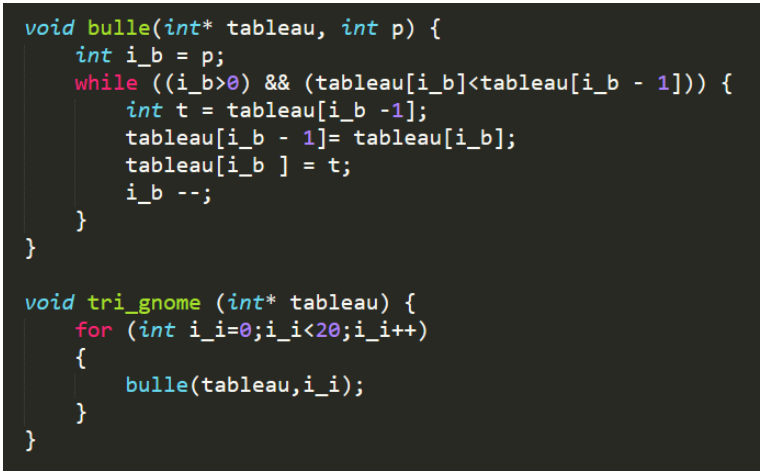 void bulle(int* tableau, int p) {
    int i_b = p;
    while ((i_b>0) && (tableau[i_b]<tableau[i_b - 1])) {
        int t = tableau[i_b -1];
        tableau[i_b - 1]= tableau[i_b];
        tableau[i_b ] = t;
        i_b --;
    }
}

void tri_gnome (int* tableau) {
    for (int i_i=0;i_i<20;i_i++)
    {
        bulle(tableau,i_i);
    }
}